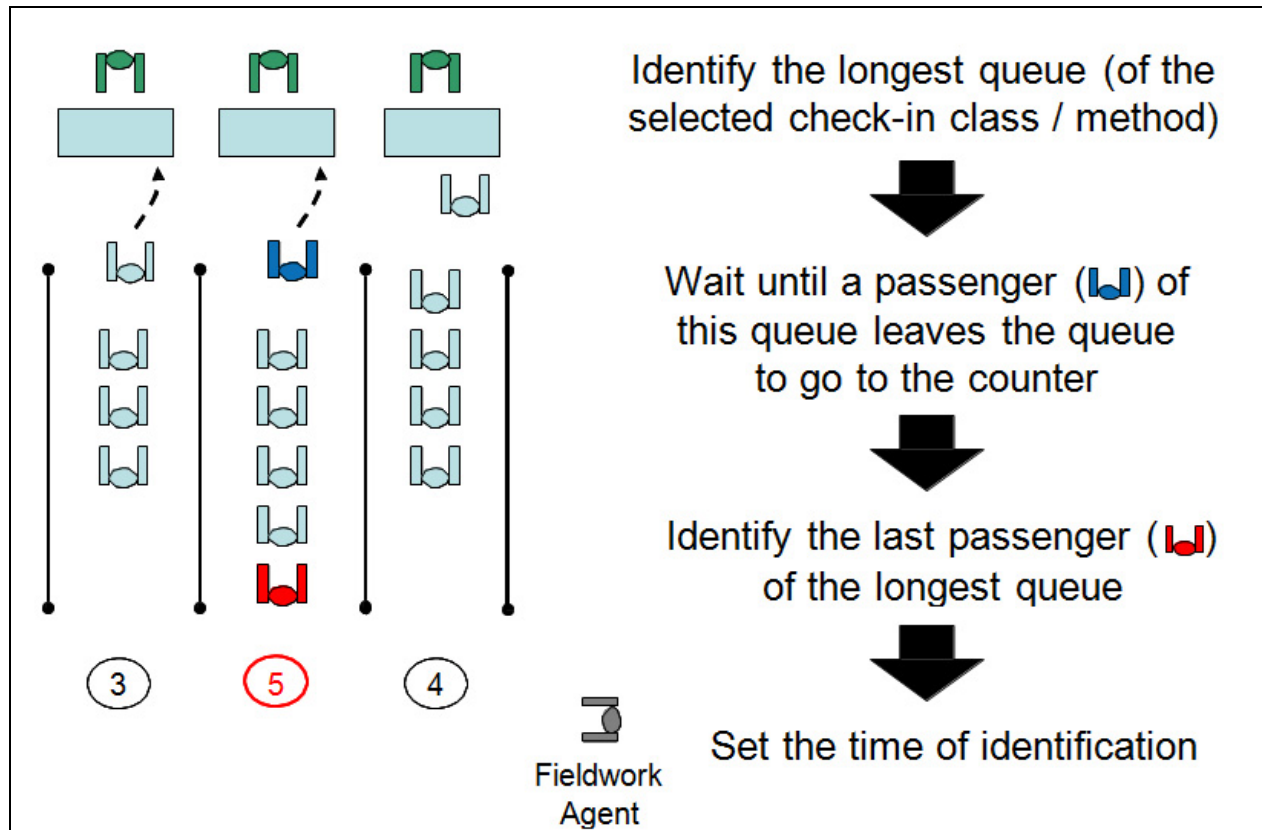 Identify the longest queue (of the
selected check-in class / method)
Wait until a passenger ( ) of
this queue leaves the queue
to go to the counter
Identify the last passenger ( )
of the longest queue
Set the time of identification
3
5
4
Fieldwork
Agent